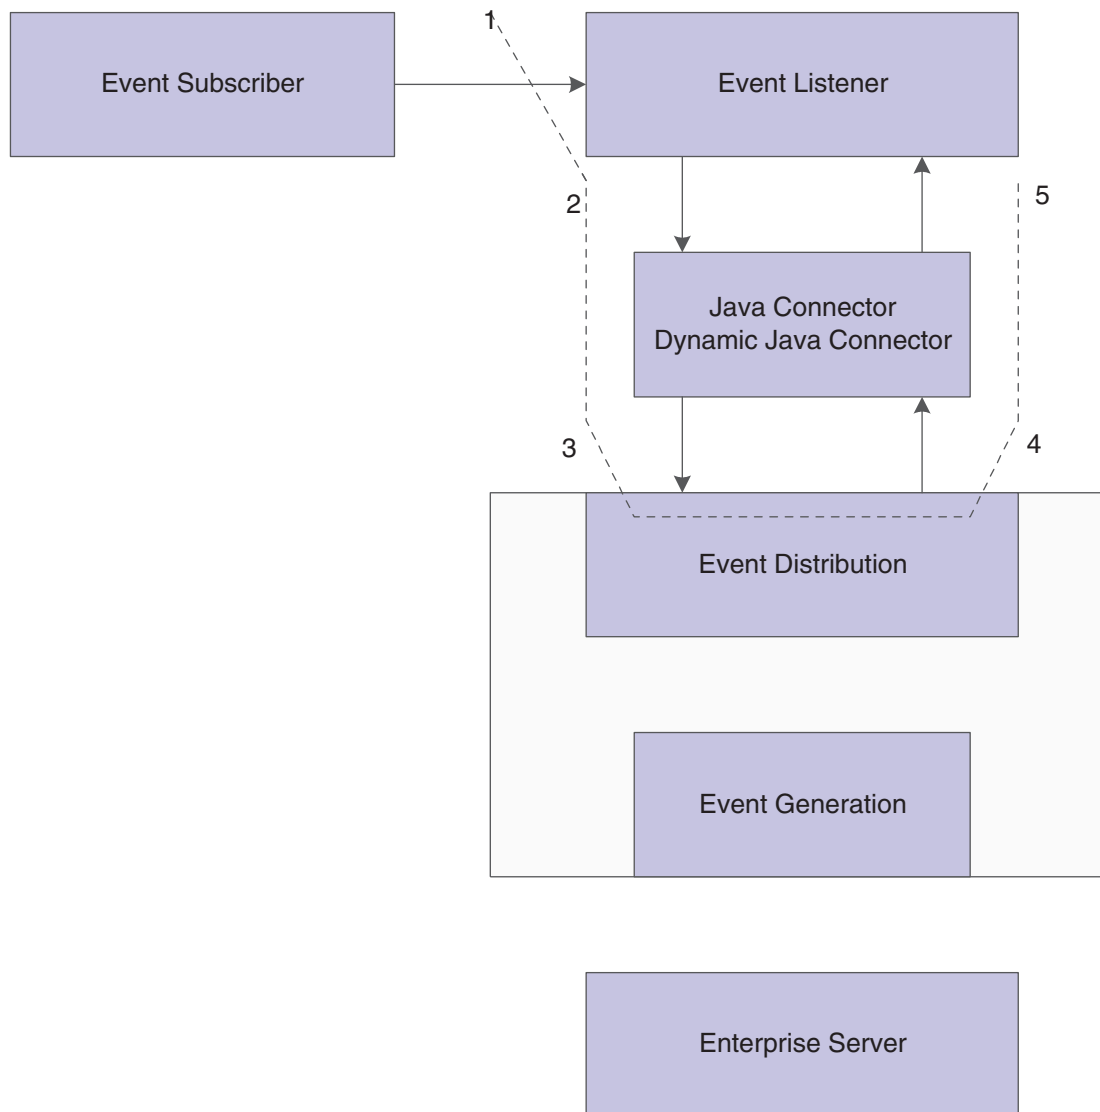 1
Event Subscriber
Event Listener
2
5
Java Connector
Dynamic Java Connector
3
4
Event Distribution
Event Generation
Enterprise Server